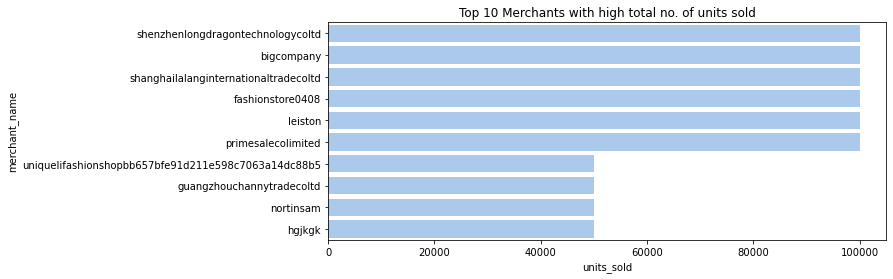 Top 10 Merchants with high total no. of units sold
merchant_name
shenzhenlongdragontechnologycoltd
bigcompany
shanghailalanginternationaltradecoltd
fashionstore0408
leiston
primesalecolimited
uniquelifashionshopbb657bfe91d211e598c7063a14dc88b5
guangzhouchannytradecoltd
nortinsam
hgjkgk
0 20000 40000 60000 80000 100000
units_sold